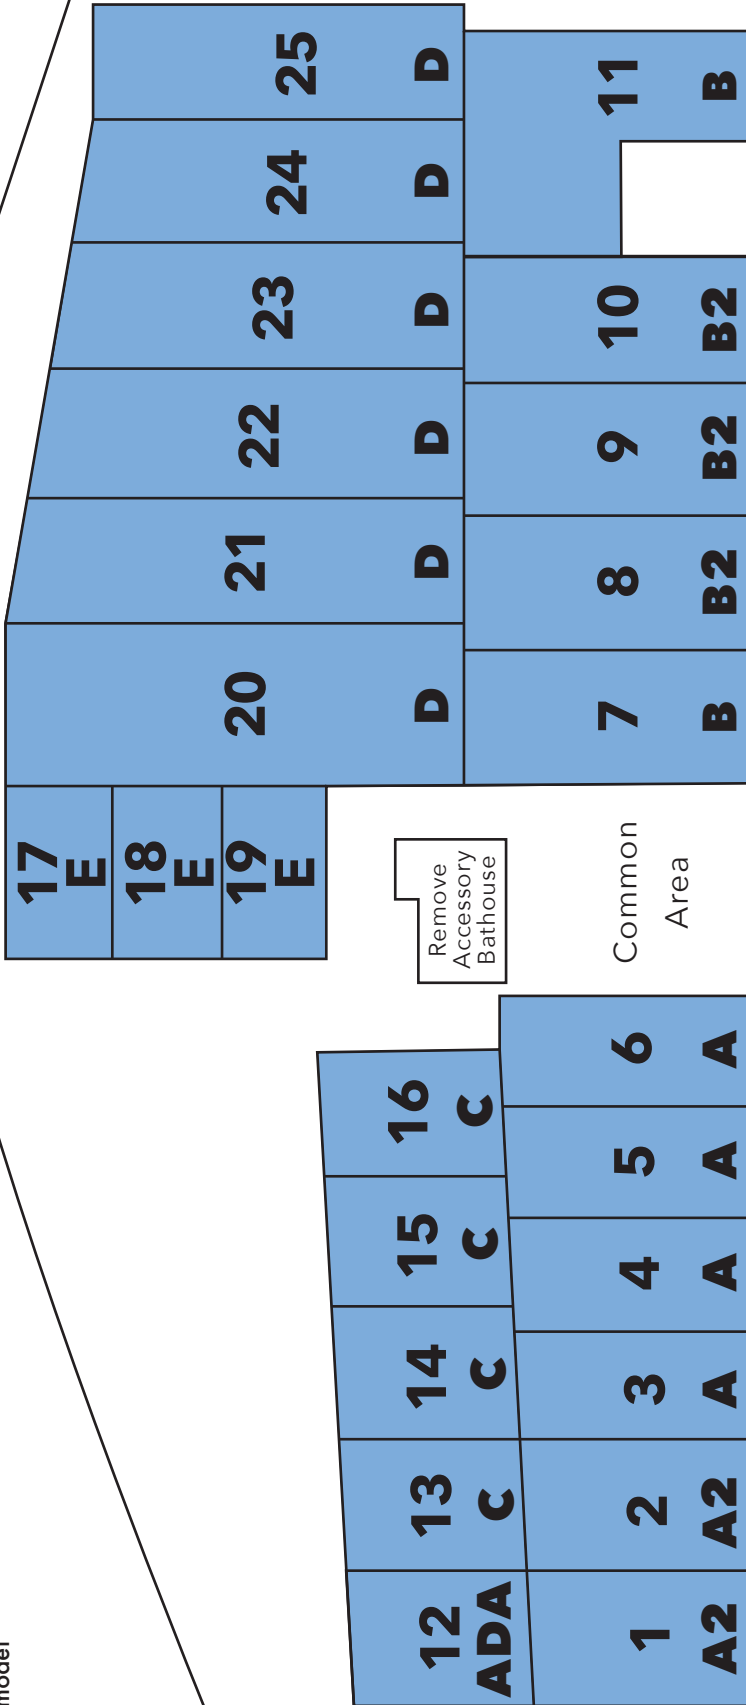 model
17
E
18
E
19
E
20
D
21
D
22
D
23
D
24
D
25
D
12
ADA
13
C
14
C
15
C
16
C
Remove
Accessory
Bathouse
1
A2
2
A2
3
A
4
A
5
A
6
A
Common
Area
7
B
8
B2
9
B2
10
B2
11
B